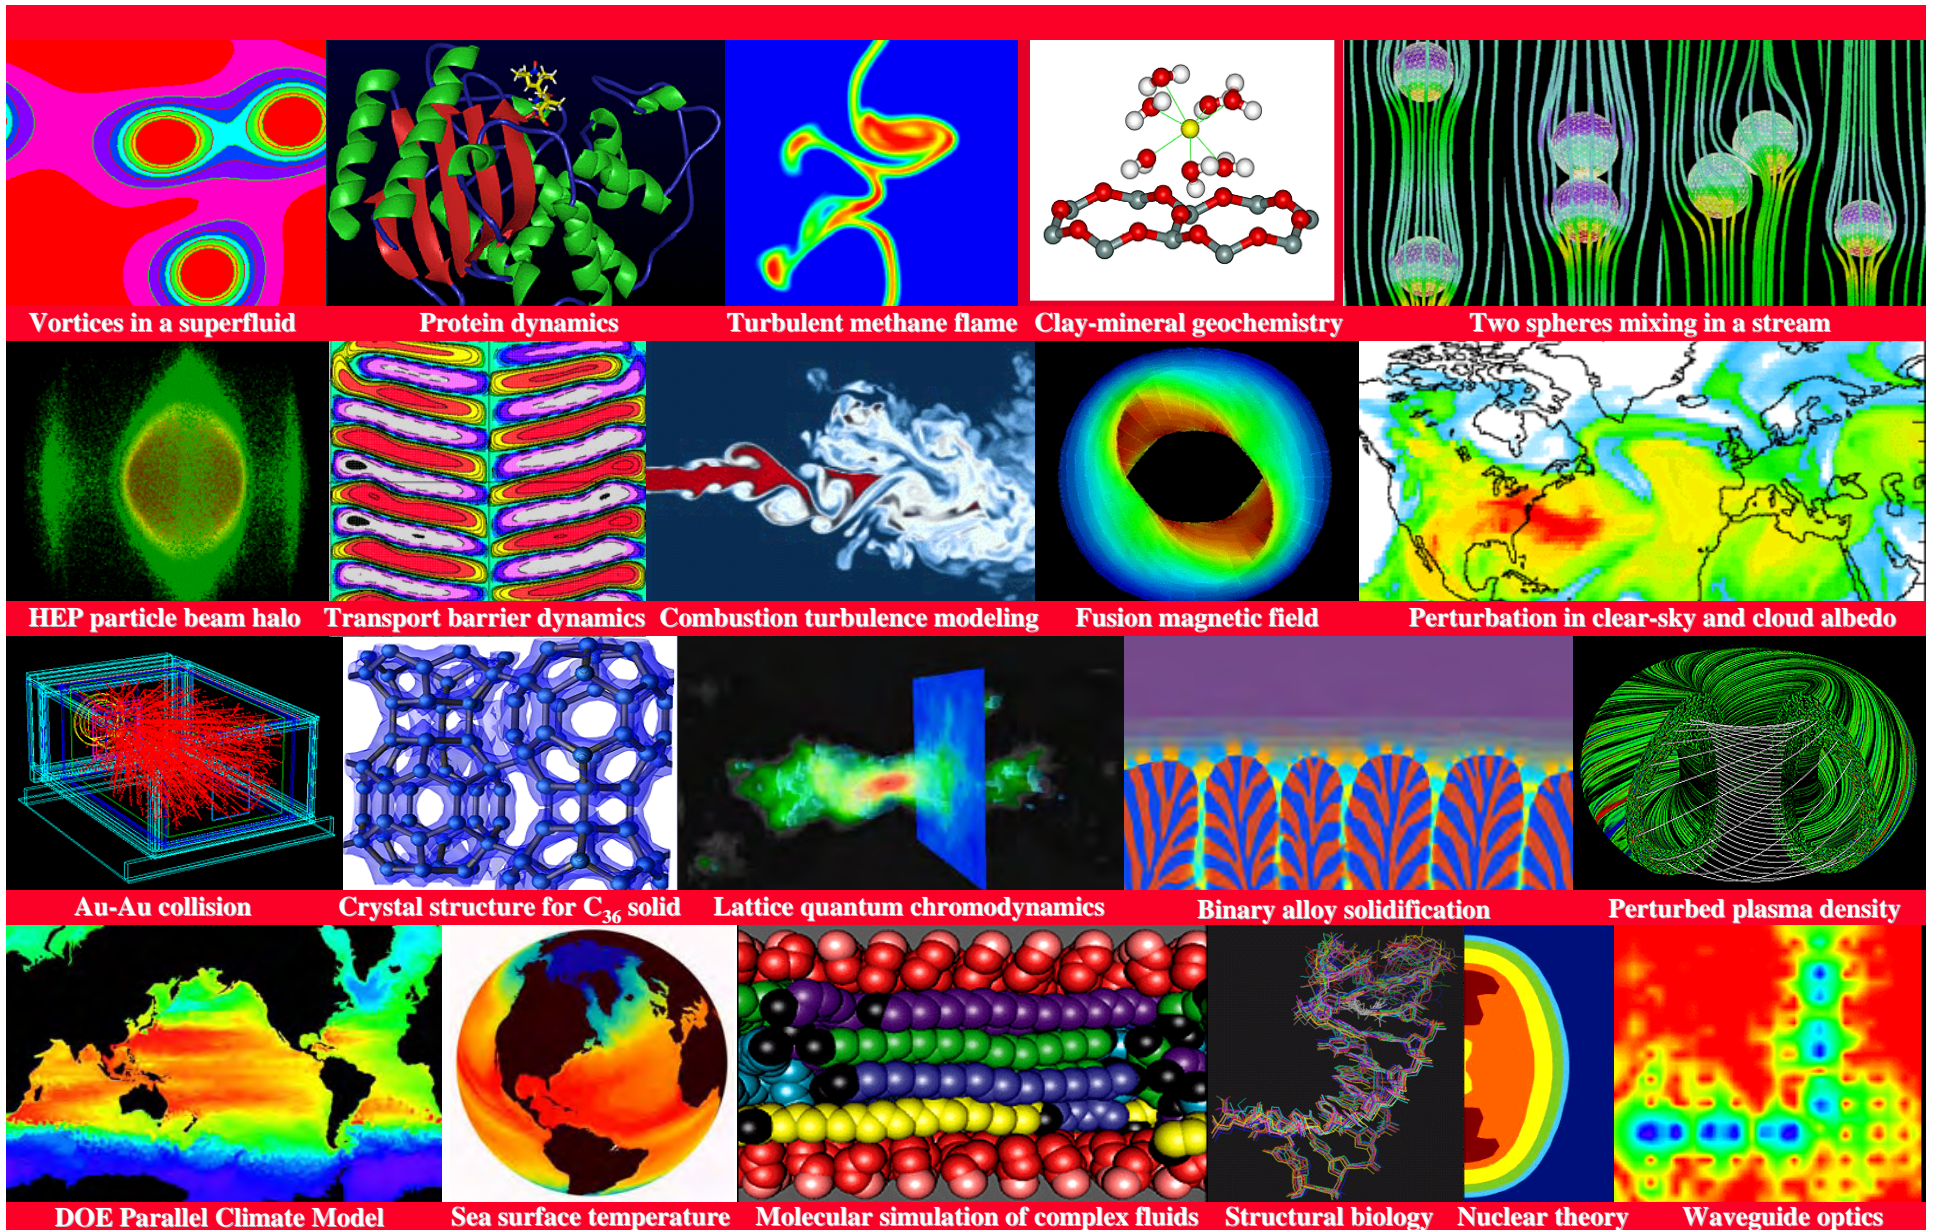 Vortices in a superfluid
Protein dynamics
Turbulent methane flame
Clay-mineral geochemistry
Two spheres mixing in a stream
HEP particle beam halo
Transport barrier dynamics
Combustion turbulence modeling
Fusion magnetic field
Perturbation in clear-sky and cloud albedo
Au-Au collision
Crystal structure for C₃₆ solid
Lattice quantum chromodynamics
Binary alloy solidification
Perturbed plasma density
DOE Parallel Climate Model
Sea surface temperature
Molecular simulation of complex fluids
Structural biology
Nuclear theory
Waveguide optics